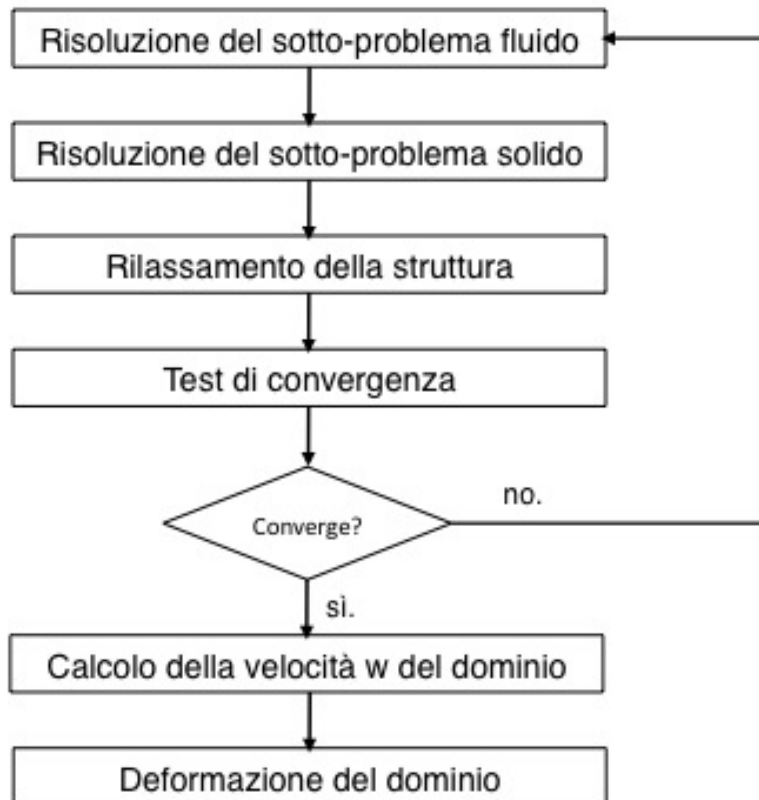 Risoluzione del sotto-problema fluido
Risoluzione del sotto-problema solido
Rilassamento della struttura
Test di convergenza
Converge?
no.
sì.
Calcolo della velocità w del dominio
Deformazione del dominio